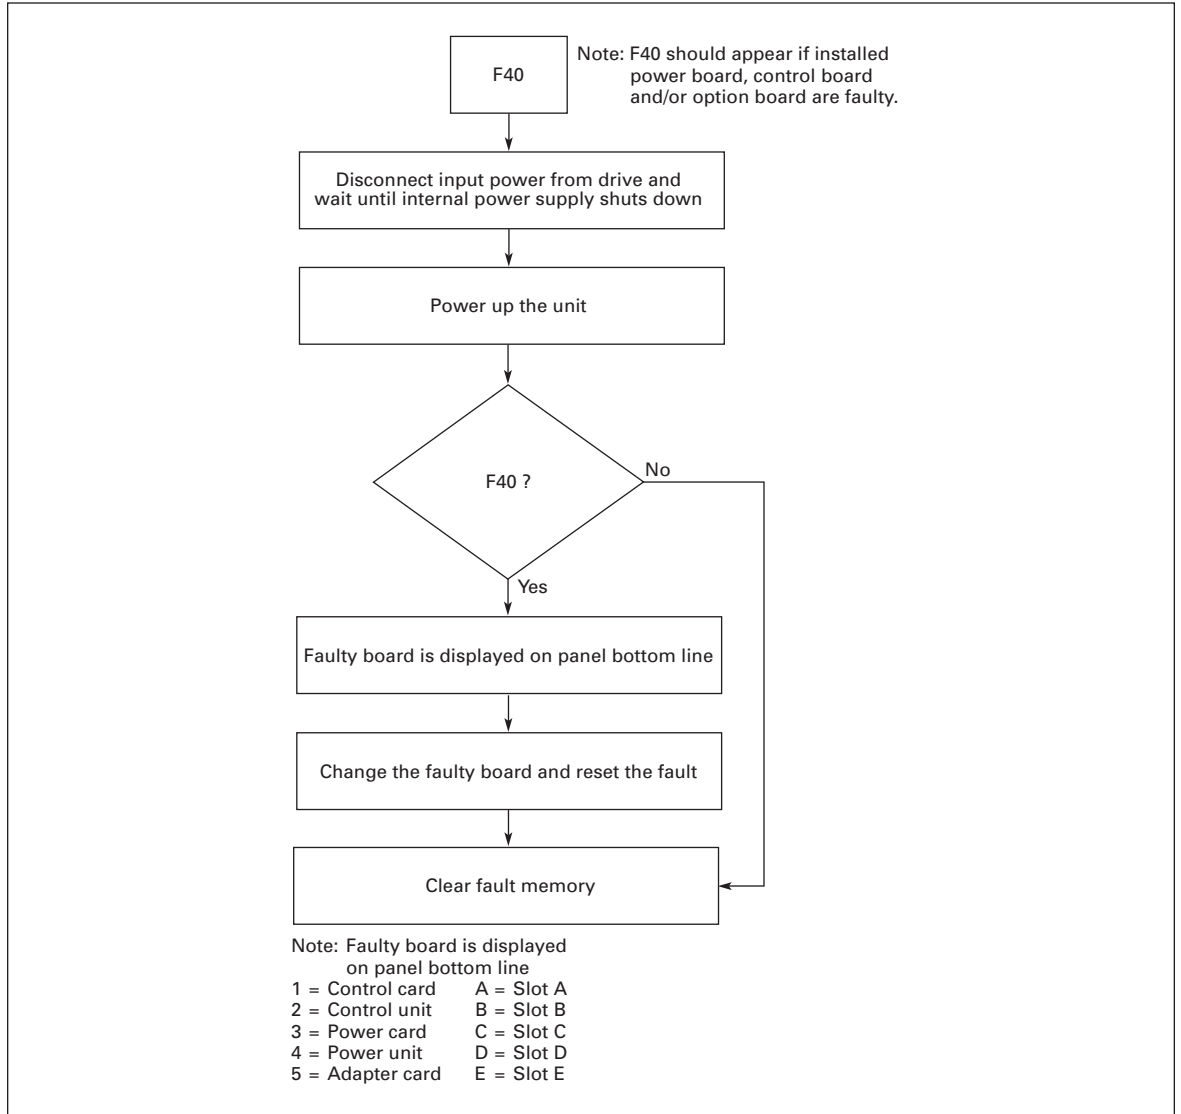 F40
Note: F40 should appear if installed
power board, control board
and/or option board are faulty.
Disconnect input power from drive and
wait until internal power supply shuts down
Power up the unit
F40 ?
No
Yes
Faulty board is displayed on panel bottom line
Change the faulty board and reset the fault
Clear fault memory
Note: Faulty board is displayed
on panel bottom line
1 = Control card A = Slot A
2 = Control unit B = Slot B
3 = Power card C = Slot C
4 = Power unit D = Slot D
5 = Adapter card E = Slot E